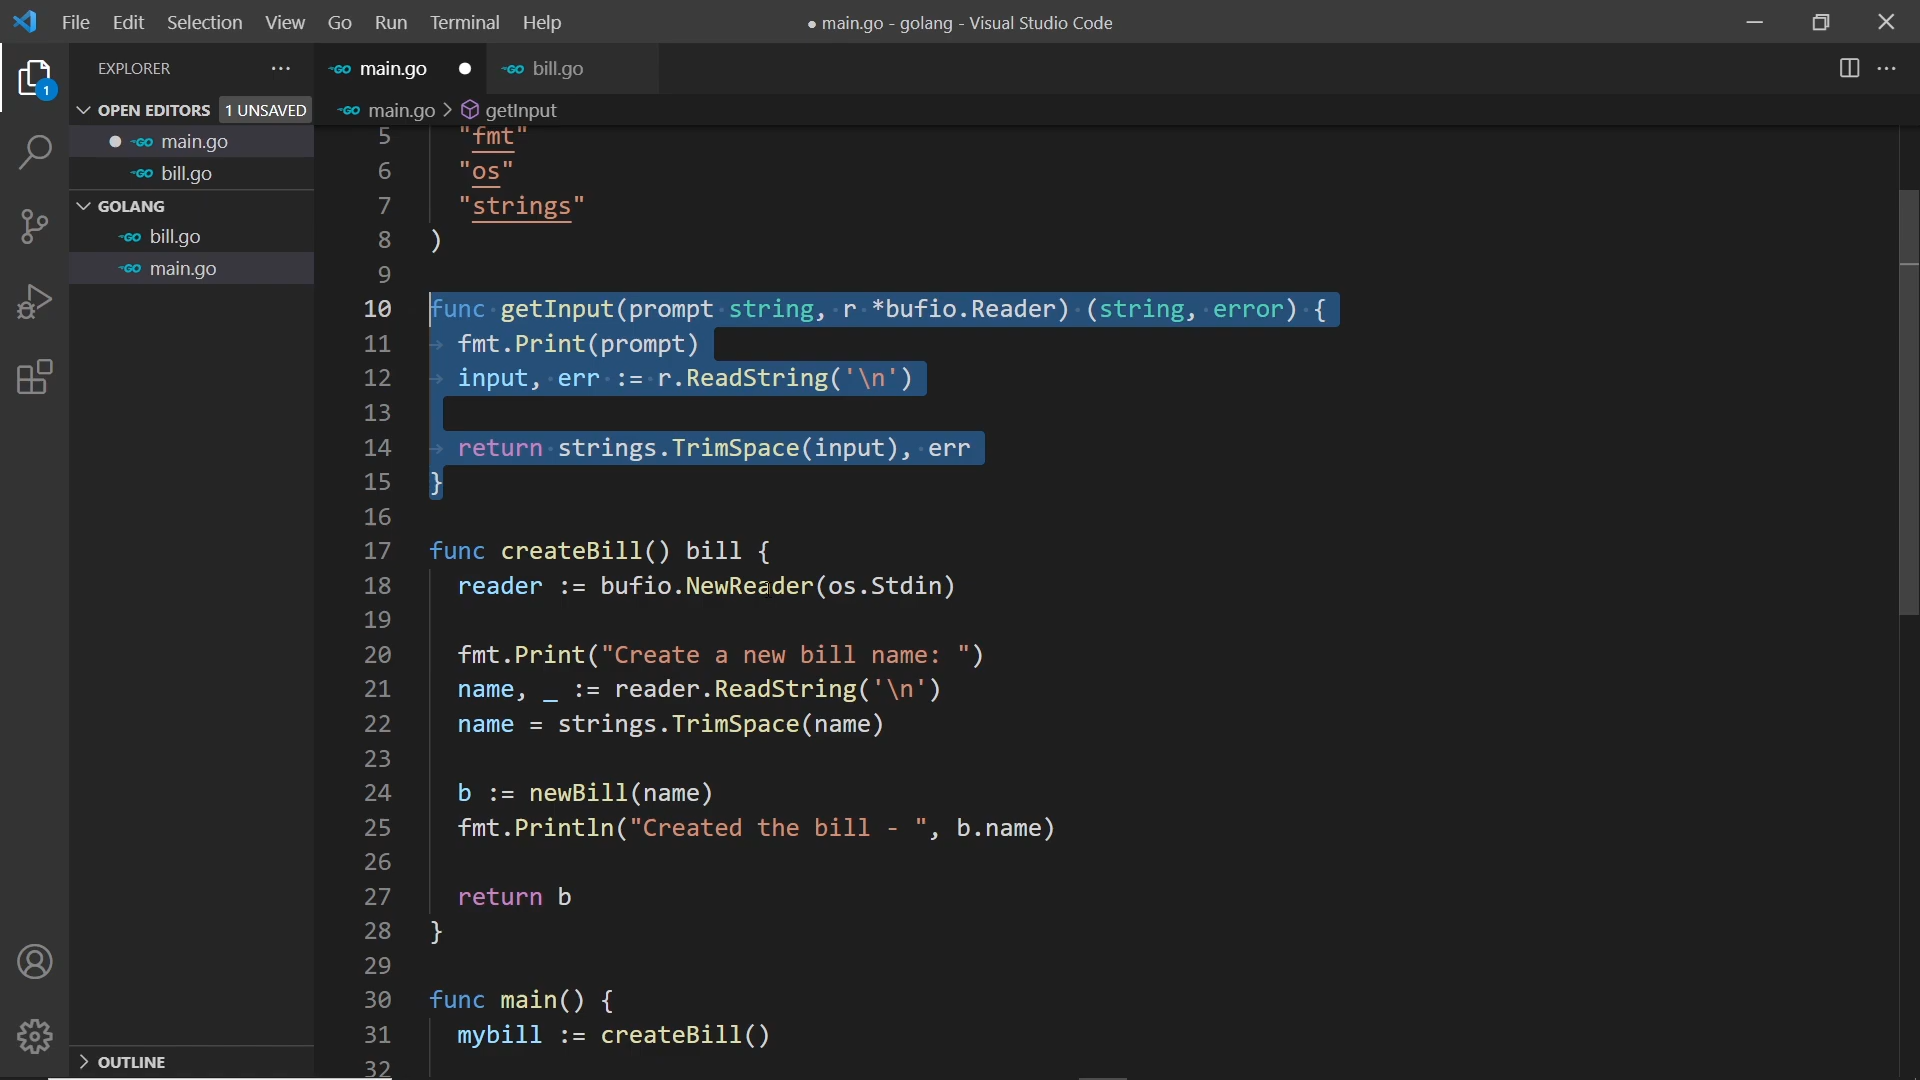 File Edit Selection View Go Run Terminal Help
● main.go - golang - Visual Studio Code
EXPLORER
main.go
bill.go
OPEN EDITORS 1 UNSAVED
main.go > getInput
1
main.go
bill.go
GOLANG
bill.go
main.go
OUTLINE
5 "fmt"
6 "os"
7 "strings"
8 )
9
10 func getInput(prompt string, r *bufio.Reader) (string, error) {
11 fmt.Print(prompt)
12 input, err := r.ReadString('\n')
13
14 return strings.TrimSpace(input), err
15 }
16
17 func createBill() bill {
18 reader := bufio.NewReader(os.Stdin)
19
20 fmt.Print("Create a new bill name: ")
21 name, _ := reader.ReadString('\n')
22 name = strings.TrimSpace(name)
23
24 b := newBill(name)
25 fmt.Println("Created the bill - ", b.name)
26
27 return b
28 }
29
30 func main() {
31 mybill := createBill()
32